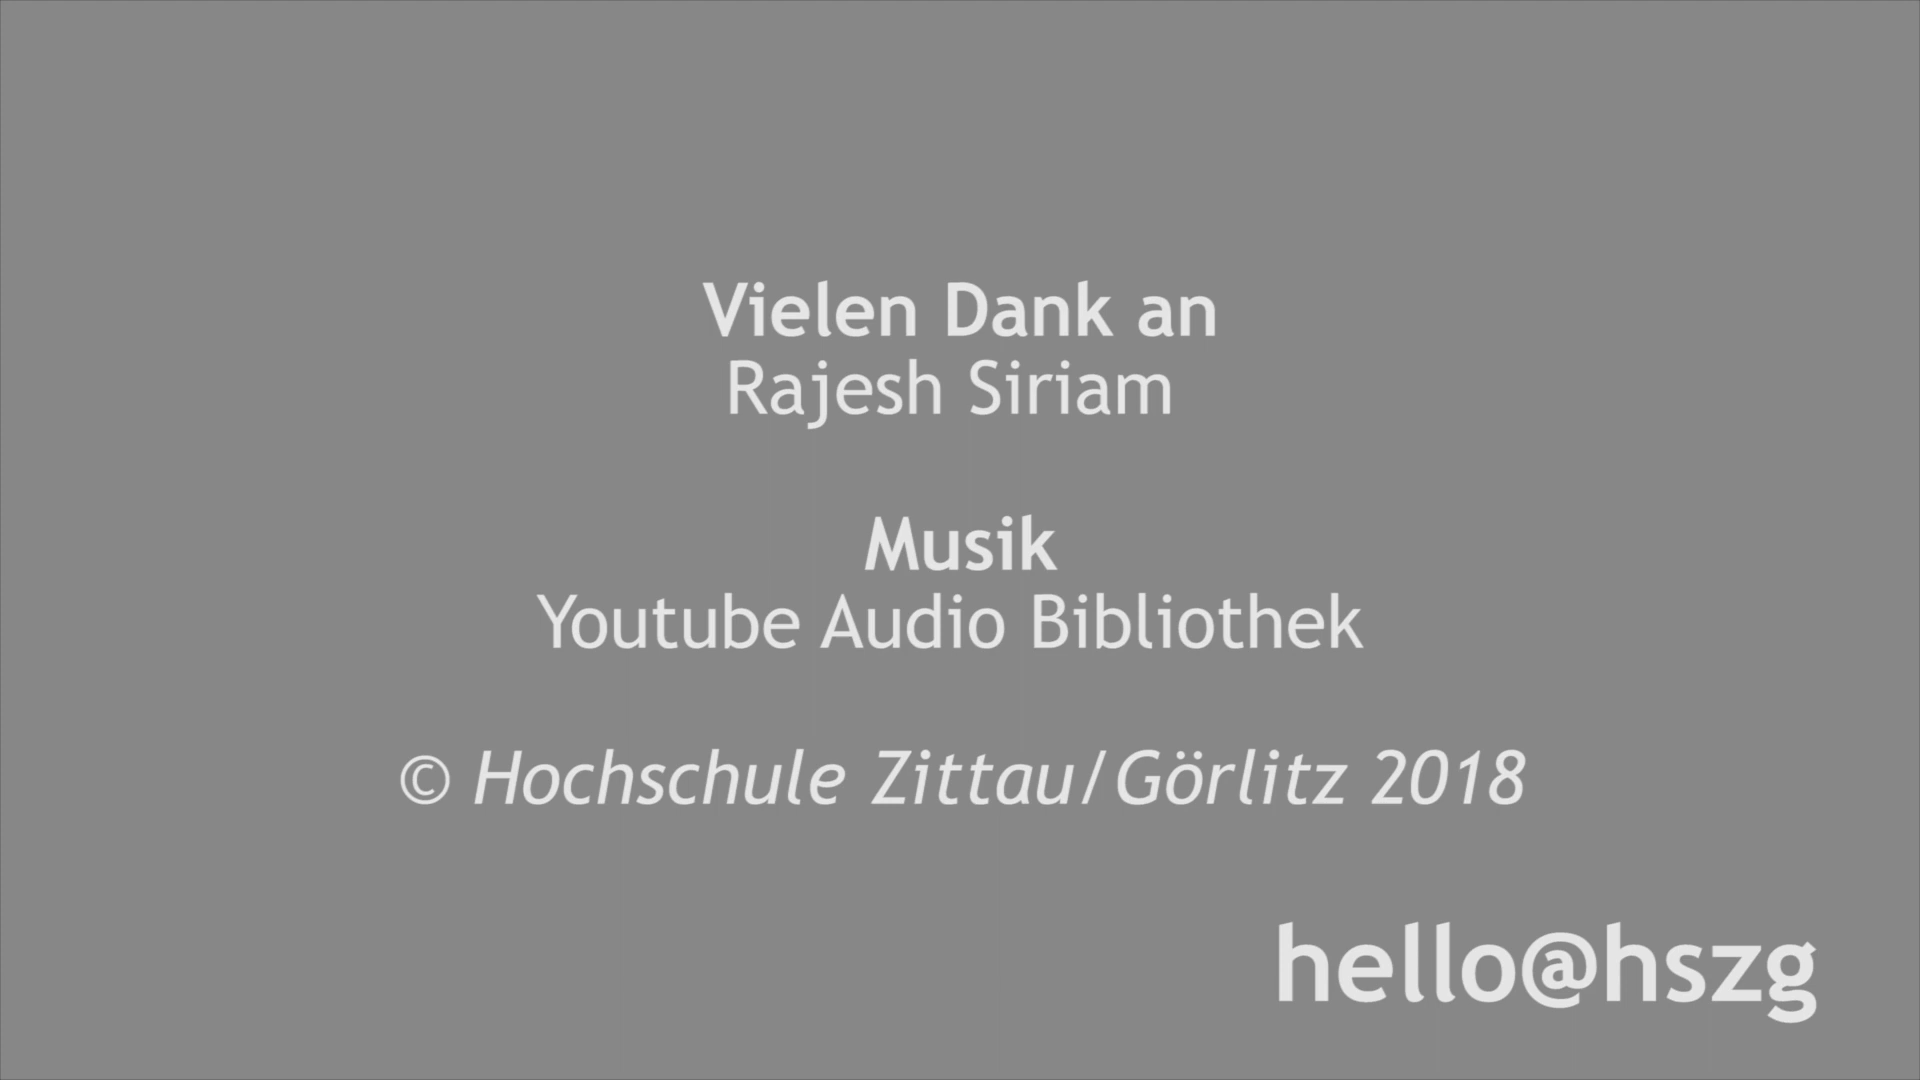 Vielen Dank an
Rajesh Siriam
Musik
Youtube Audio Bibliothek
© Hochschule Zittau/Görlitz 2018
hello@hszg